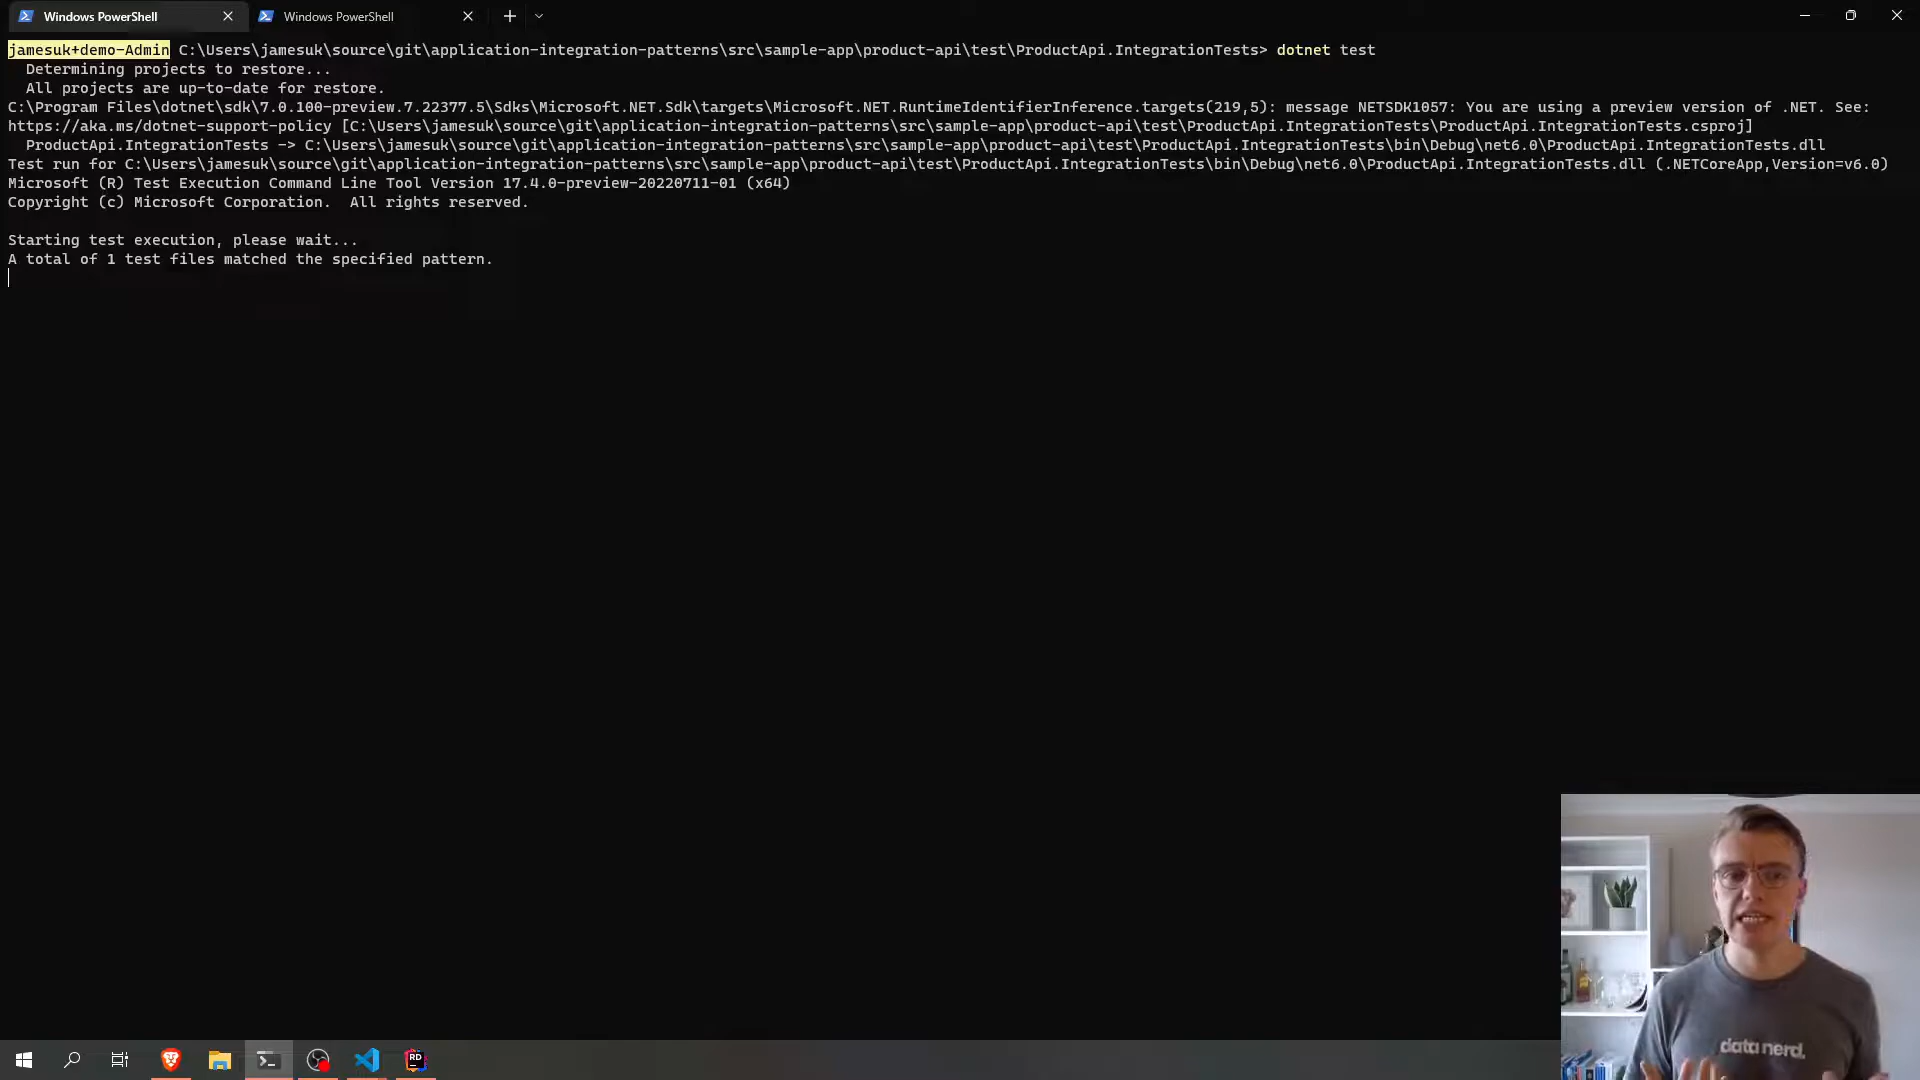 Windows PowerShell
Windows PowerShell
jamesuk+demo-Admin C:\Users\jamesuk\source\git\application-integration-patterns\src\sample-app\product-api\test\ProductApi.IntegrationTests> dotnet test
Determining projects to restore...
All projects are up-to-date for restore.
C:\Program Files\dotnet\sdk\7.0.100-preview.7.22377.5\Sdks\Microsoft.NET.Sdk\targets\Microsoft.NET.RuntimeIdentifierInference.targets(219,5): message NETSDK1057: You are using a preview version of .NET. See:
https://aka.ms/dotnet-support-policy [C:\Users\jamesuk\source\git\application-integration-patterns\src\sample-app\product-api\test\ProductApi.IntegrationTests\ProductApi.IntegrationTests.csproj]
ProductApi.IntegrationTests -> C:\Users\jamesuk\source\git\application-integration-patterns\src\sample-app\product-api\test\ProductApi.IntegrationTests\bin\Debug\net6.0\ProductApi.IntegrationTests.dll
Test run for C:\Users\jamesuk\source\git\application-integration-patterns\src\sample-app\product-api\test\ProductApi.IntegrationTests\bin\Debug\net6.0\ProductApi.IntegrationTests.dll (.NETCoreApp,Version=v6.0)
Microsoft (R) Test Execution Command Line Tool Version 17.4.0-preview-20220711-01 (x64)
Copyright (c) Microsoft Corporation.  All rights reserved.
Starting test execution, please wait...
A total of 1 test files matched the specified pattern.
data nerd.
RD